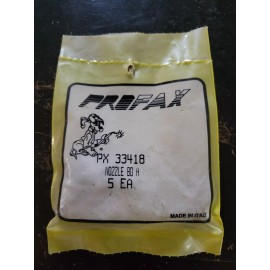 PROFAX
PX 33418
NOZZLE 80 A
5 EA.
MADE IN ITALY